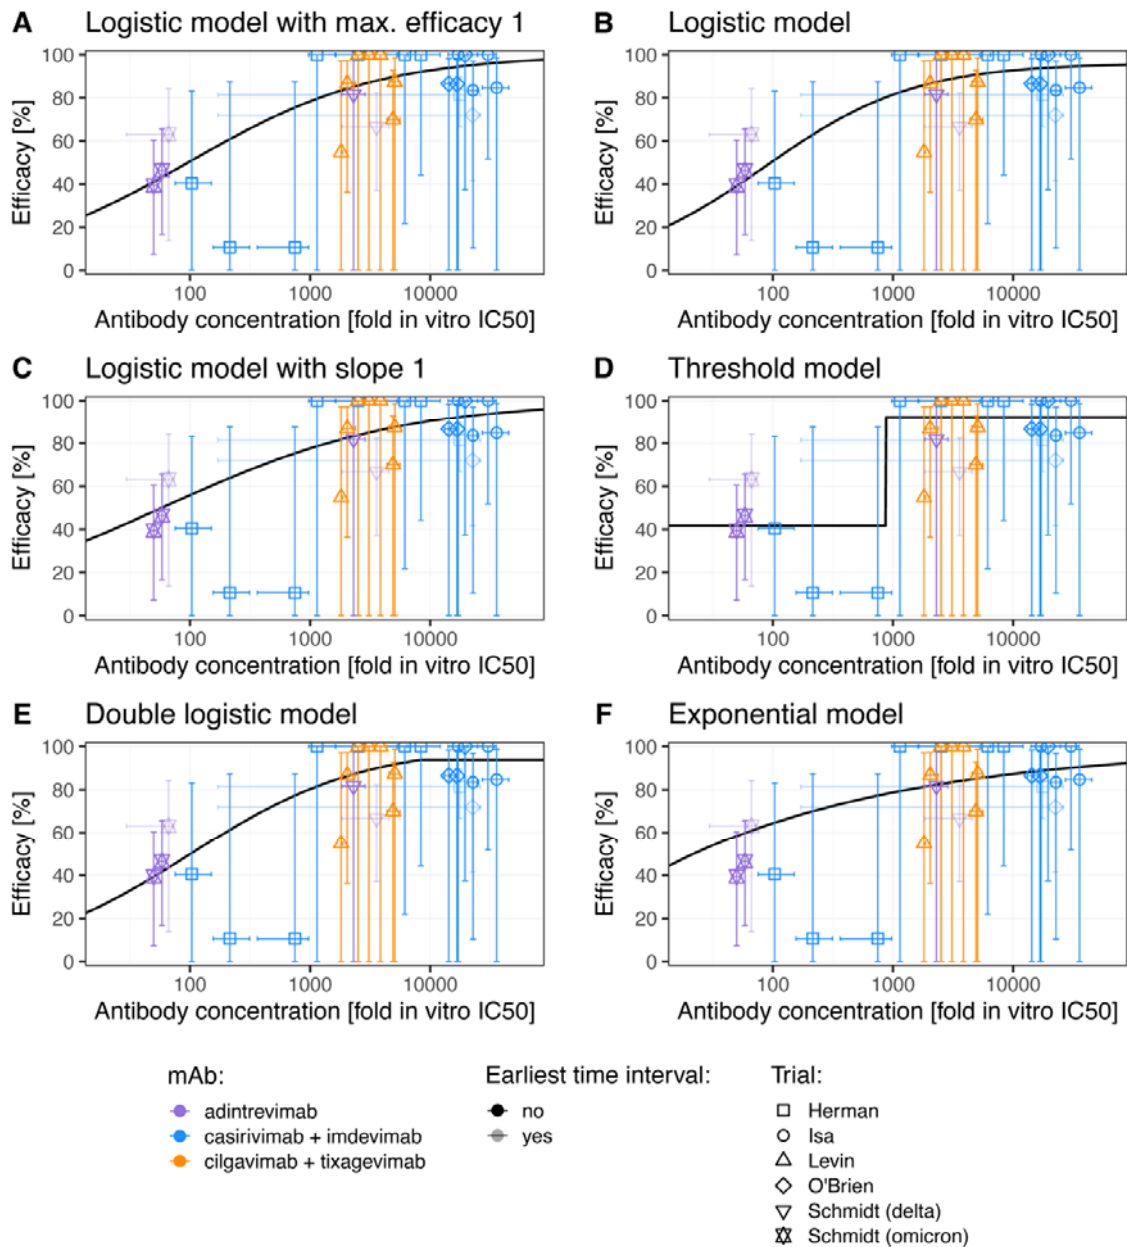 A Logistic model with max. efficacy 1
B Logistic model
100
80
60
40
20
0
Efficacy [%]
100 1000 10000
Antibody concentration [fold in vitro IC50]
100
80
60
40
20
0
Efficacy [%]
100 1000 10000
Antibody concentration [fold in vitro IC50]
C Logistic model with slope 1
D Threshold model
100
80
60
40
20
0
Efficacy [%]
100 1000 10000
Antibody concentration [fold in vitro IC50]
100
80
60
40
20
0
Efficacy [%]
100 1000 10000
Antibody concentration [fold in vitro IC50]
E Double logistic model
F Exponential model
100
80
60
40
20
0
Efficacy [%]
100 1000 10000
Antibody concentration [fold in vitro IC50]
100
80
60
40
20
0
Efficacy [%]
100 1000 10000
Antibody concentration [fold in vitro IC50]
mAb:
adintrevimab
casirivimab + imdevimab
cilgavimab + tixagevimab
Earliest time interval:
no
yes
Trial:
Herman
Isa
Levin
O'Brien
Schmidt (delta)
Schmidt (omicron)